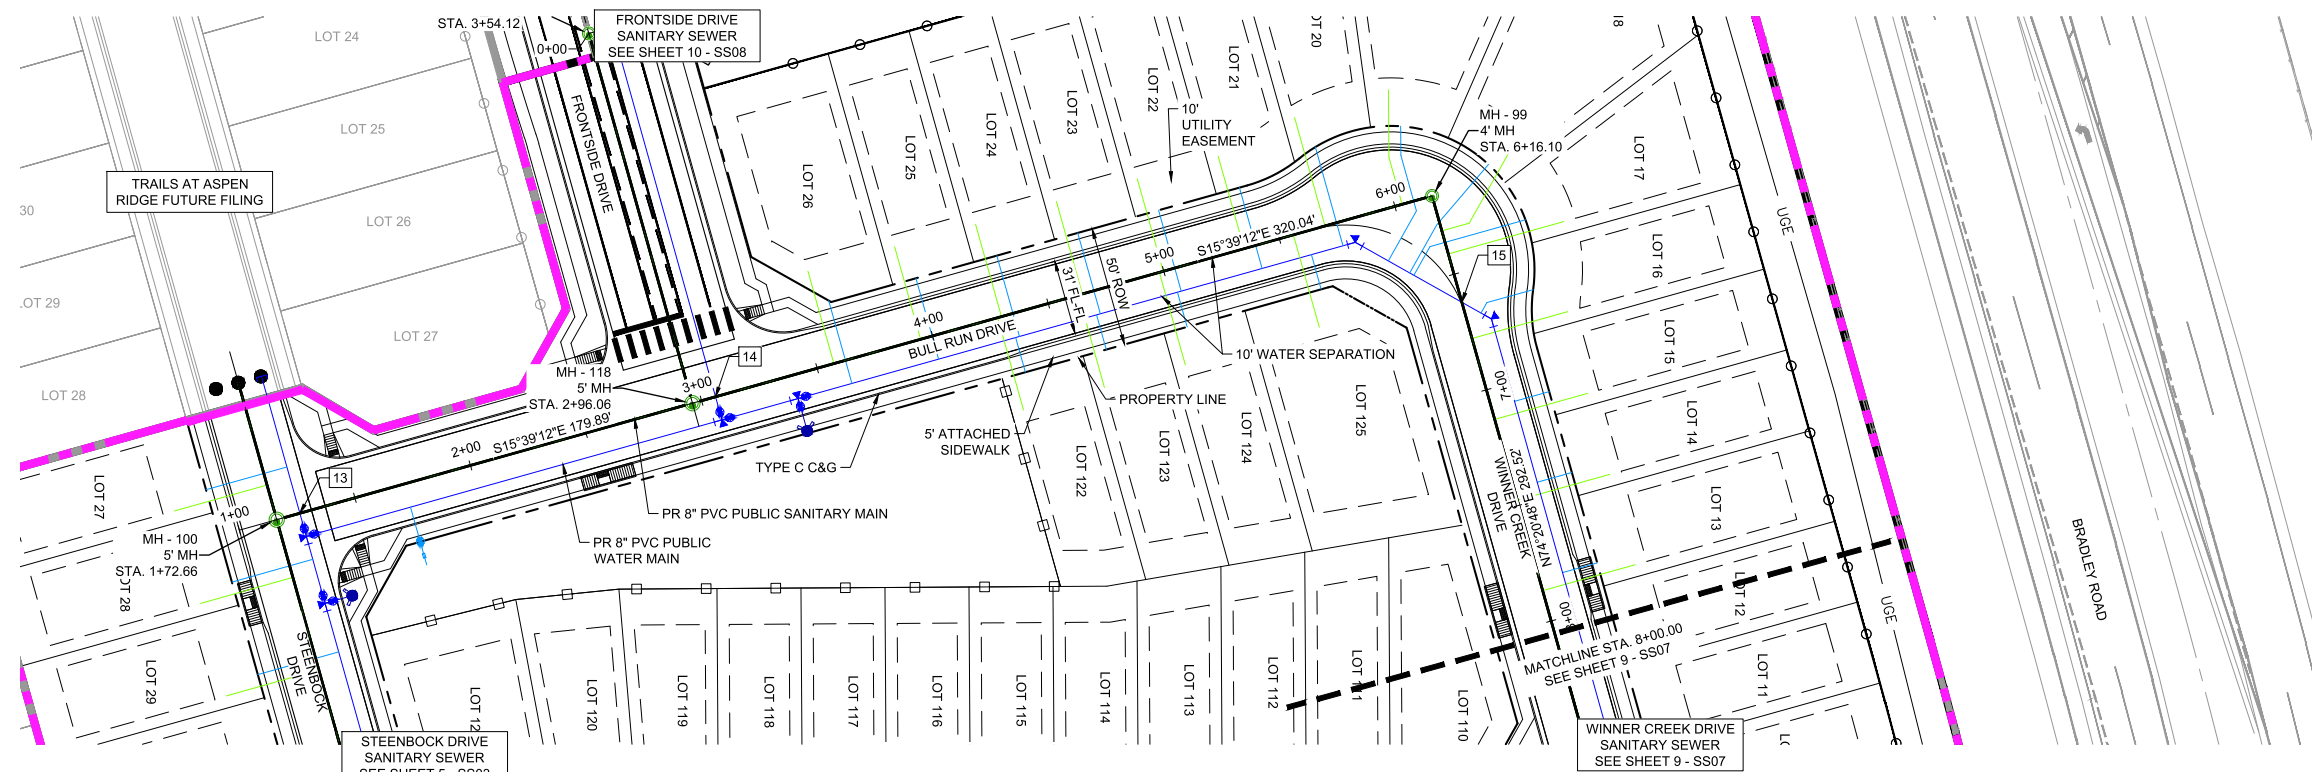 STA. 3+54.12
0+00
FRONTSIDE DRIVE
SANITARY SEWER
SEE SHEET 10 - SS08
LOT 24
LOT 25
LOT 26
LOT 27
LOT 28
30
TRAILS AT ASPEN
RIDGE FUTURE FILING
FRONTSIDE DRIVE
LOT 26
LOT 25
LOT 24
LOT 23
LOT 22
LOT 21
10'
UTILITY
EASEMENT
MH - 99
4' MH
STA. 6+16.10
LOT 17
LOT 16
LOT 15
LOT 14
LOT 13
LOT 12
LOT 11
UGE
UGE
BRADLEY ROAD
6+00
S15°39'12"E 320.04'
5+00
50' ROW
31' FL-FL
4+00
BULL RUN DRIVE
15
14
13
10' WATER SEPARATION
PROPERTY LINE
5' ATTACHED
SIDEWALK
TYPE C C&G
MH - 118
5' MH
STA. 2+96.06
3+00
S15°39'12"E 179.89'
2+00
1+00
PR 8" PVC PUBLIC SANITARY MAIN
PR 8" PVC PUBLIC
WATER MAIN
MH - 100
5' MH
STA. 1+72.66
LOT 27
LOT 28
LOT 29
STEENBOCK
DRIVE
LOT 122
LOT 123
LOT 124
LOT 125
7+00
WINNER CREEK
DRIVE
N74°20'48"E 292.52'
8+00
MATCHLINE STA. 8+00.00
SEE SHEET 9 - SS07
LOT 120
LOT 119
LOT 118
LOT 117
LOT 116
LOT 115
LOT 114
LOT 113
LOT 112
LOT 111
LOT 110
STEENBOCK DRIVE
SANITARY SEWER
WINNER CREEK DRIVE
SANITARY SEWER
SEE SHEET 9 - SS07